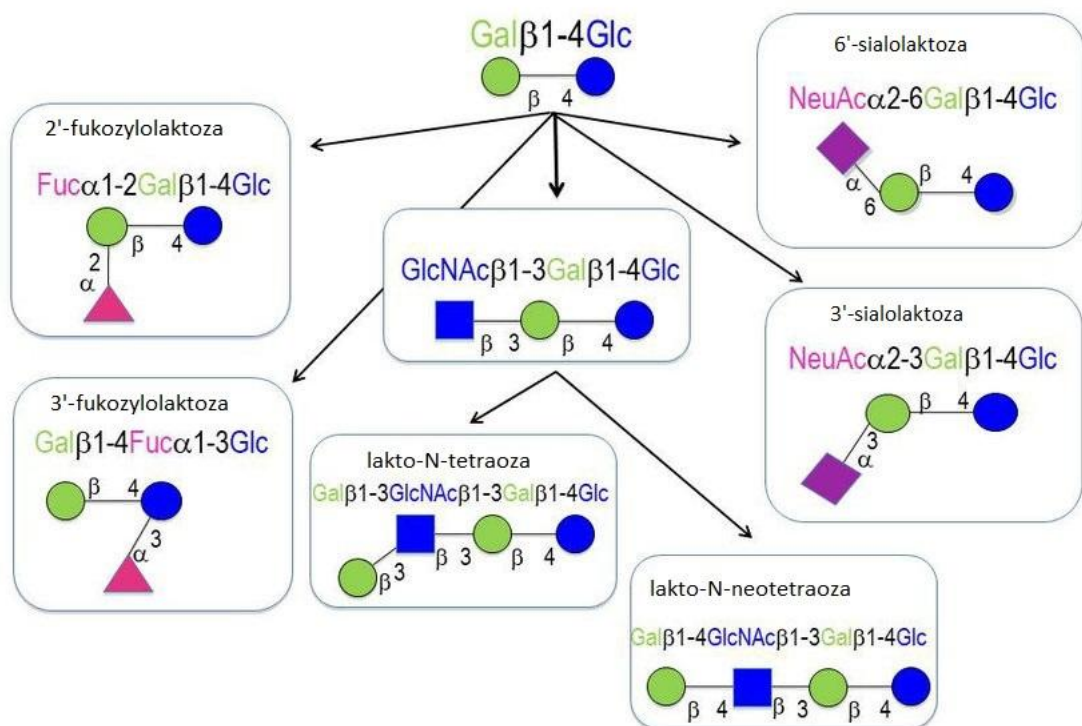 Galβ1-4Glc
β 4
2'-fukozylolaktoza
Fucα1-2Galβ1-4Glc
β 4
2
α
3'-fukozylolaktoza
Galβ1-4Fucα1-3Glc
β 4
3
α
GlcNAcβ1-3Galβ1-4Glc
β 3 β 4
lakto-N-tetraoza
Galβ1-3GlcNAcβ1-3Galβ1-4Glc
β 3 β 3 β 4
lakto-N-neotetraoza
Galβ1-4GlcNAcβ1-3Galβ1-4Glc
β 4 β 3 β 4
6'-sialolaktoza
NeuAcα2-6Galβ1-4Glc
α
6
β 4
3'-sialolaktoza
NeuAcα2-3Galβ1-4Glc
β 4
3
α